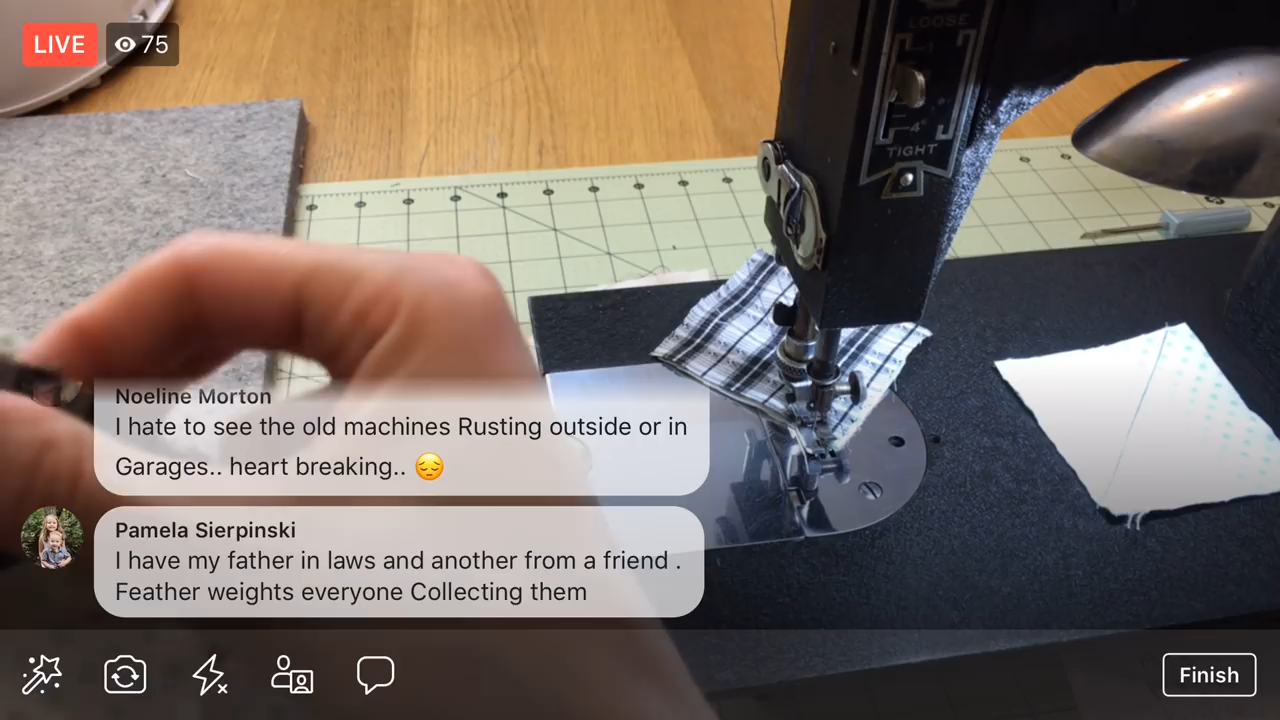 LIVE 75
LOOSE
4
TIGHT
Noeline Morton
I hate to see the old machines Rusting outside or in
Garages.. heart breaking.. 😔
Pamela Sierpinski
I have my father in laws and another from a friend .
Feather weights everyone Collecting them
Finish